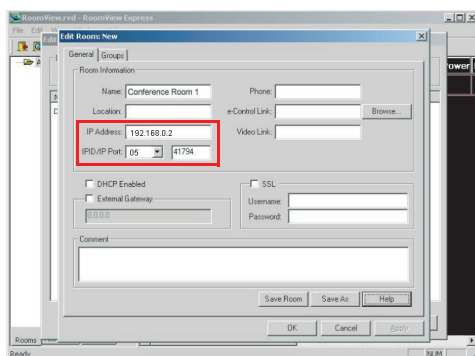 RoomView.rvd - RoomView Express
File Edit
Edit
Edit Room: New
General Groups
Room Information
Name: Conference Room 1 Phone:
Location: e-Control Link: Browse...
IP Address: 192.168.0.2 Video Link:
IPID/IP Port: 05 41794
ower
DHCP Enabled SSL
External Gateway Username:
0.0.0.0 Password:
Comment
Save Room Save As Help
OK Cancel Apply
Rooms
Ready NUM